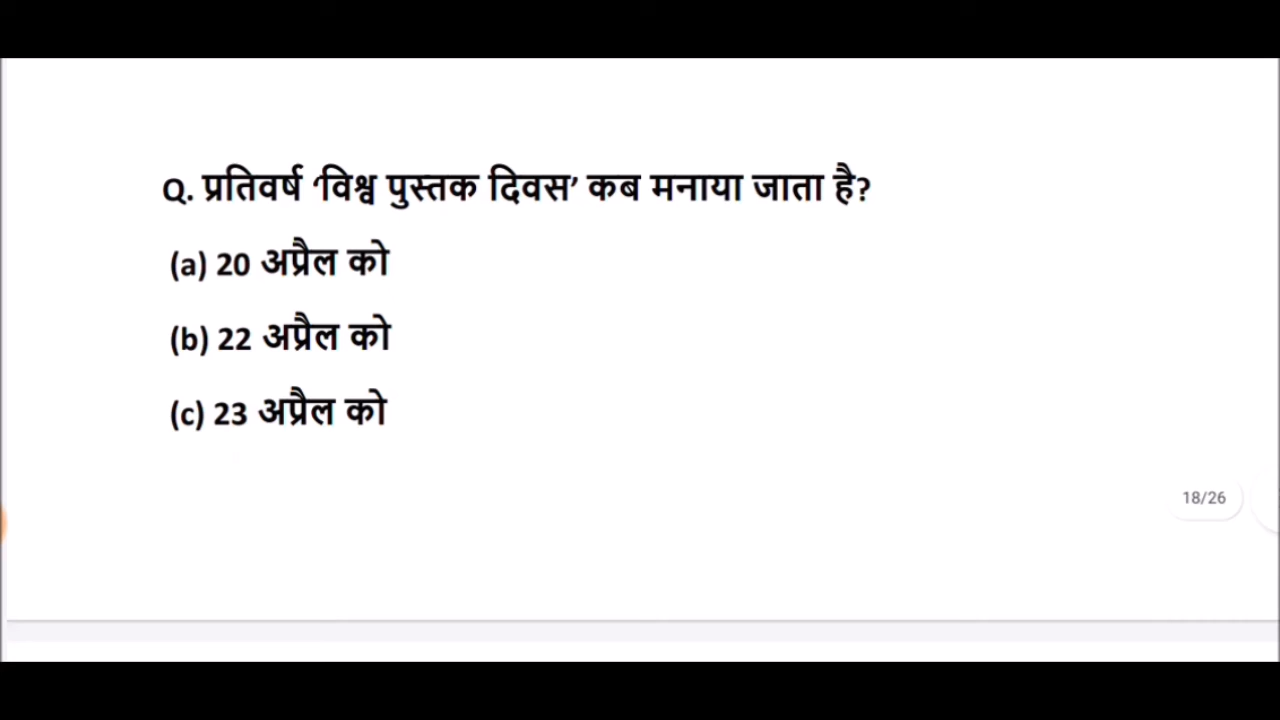 Q. प्रतिवर्ष ‘विश्व पुस्तक दिवस’ कब मनाया जाता है?
(a) 20 अप्रैल को
(b) 22 अप्रैल को
(c) 23 अप्रैल को
18/26